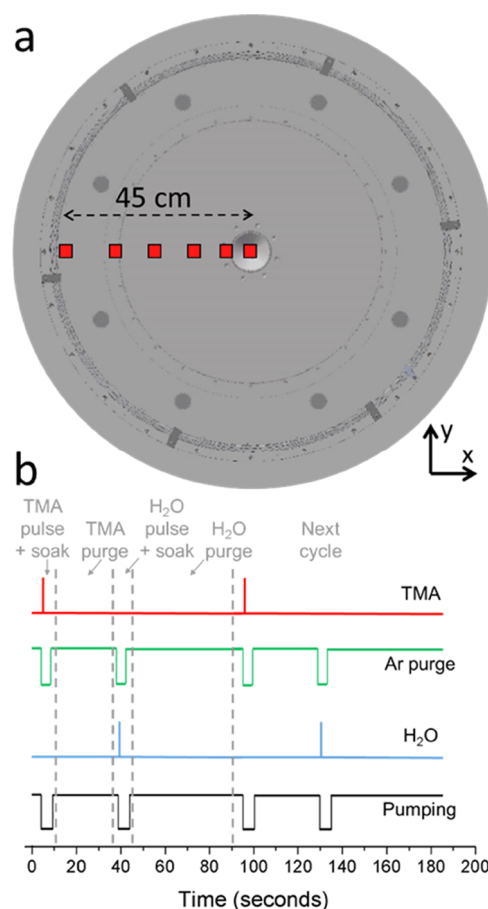 a
45 cm
y
x
b
TMA
pulse
+ soak
TMA
purge
H₂O
pulse
+ soak
H₂O
purge
Next
cycle
TMA
Ar purge
H₂O
Pumping
0 20 40 60 80 100 120 140 160 180 200
Time (seconds)